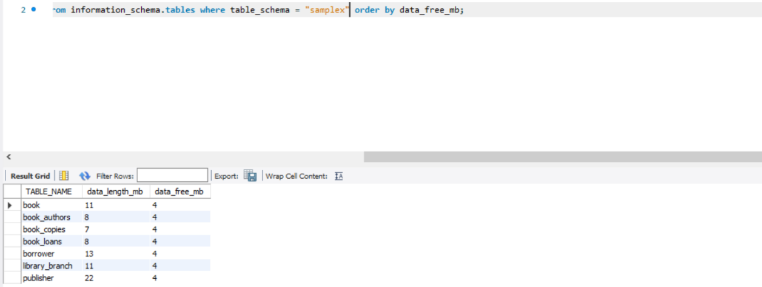 2 rom information_schema.tables where table_schema = "samplex" order by data_free_mb;
Result Grid Filter Rows: Export: Wrap Cell Content: IA
TABLE_NAME data_length_mb data_free_mb
book 11 4
book_authors 8 4
book_copies 7 4
book_loans 8 4
borrower 13 4
library_branch 11 4
publisher 22 4